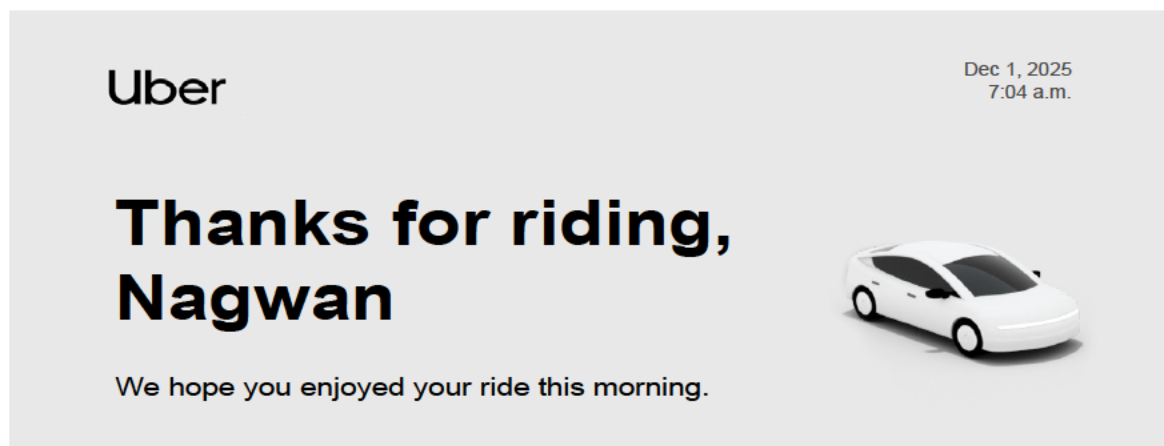 Uber
Dec 1, 2025
7:04 a.m.
Thanks for riding,
Nagwan
We hope you enjoyed your ride this morning.